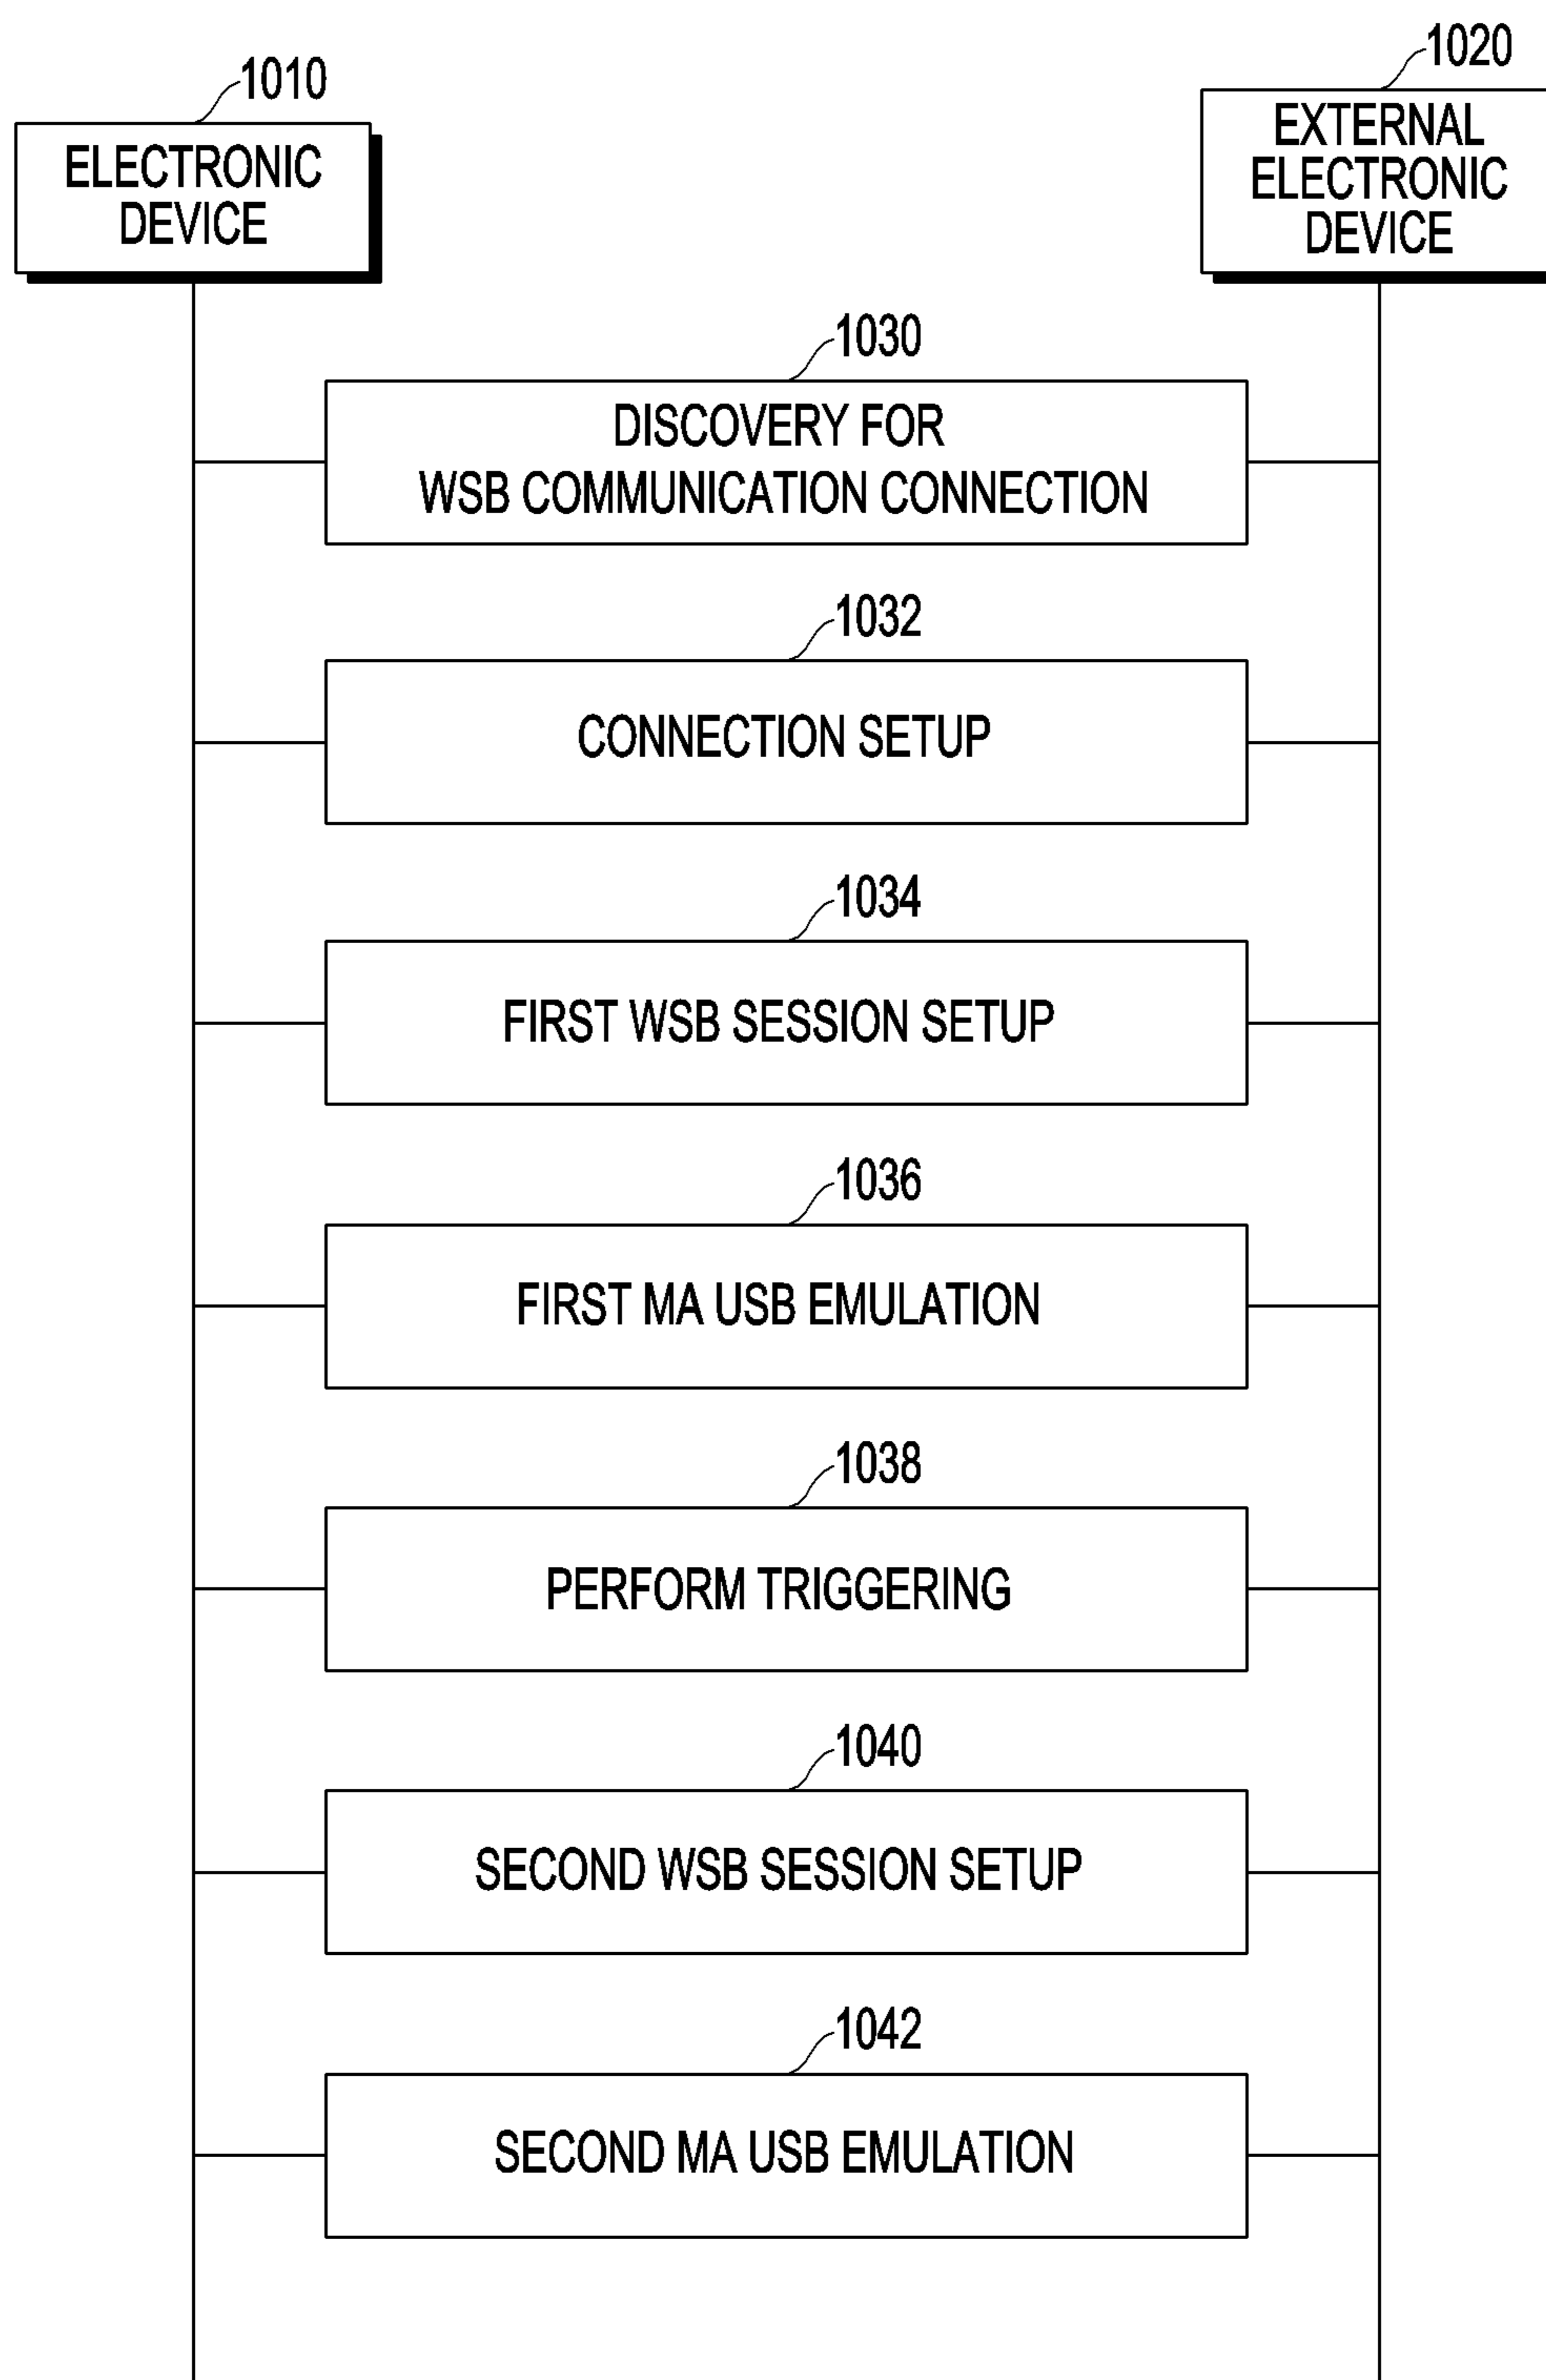 1010
ELECTRONIC
DEVICE
1020
EXTERNAL
ELECTRONIC
DEVICE
1030
DISCOVERY FOR
WSB COMMUNICATION CONNECTION
1032
CONNECTION SETUP
1034
FIRST WSB SESSION SETUP
1036
FIRST MA USB EMULATION
1038
PERFORM TRIGGERING
1040
SECOND WSB SESSION SETUP
1042
SECOND MA USB EMULATION